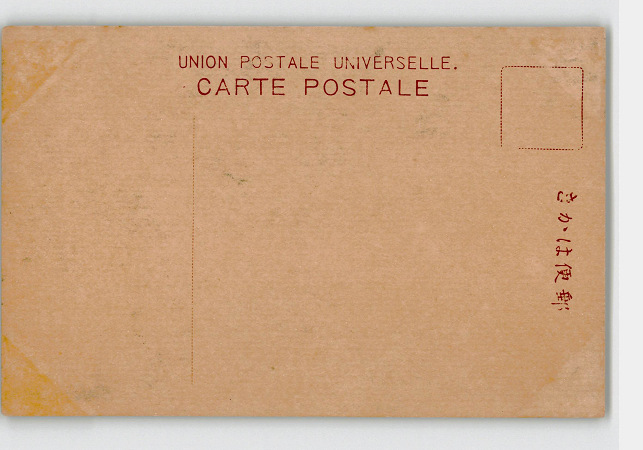 UNION POSTALE UNIVERSELLE.
CARTE POSTALE
きかは便郵